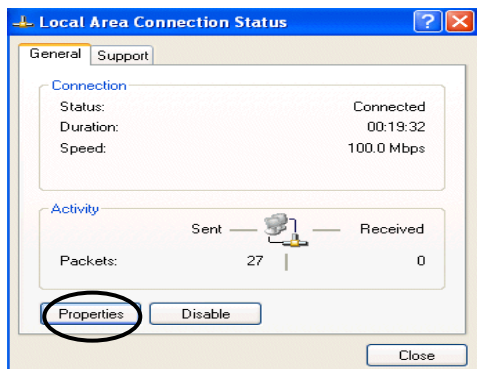 Local Area Connection Status
General Support
Connection
Status: Connected
Duration: 00:19:32
Speed: 100.0 Mbps
Activity
Sent Received
Packets: 27 0
Properties Disable
Close